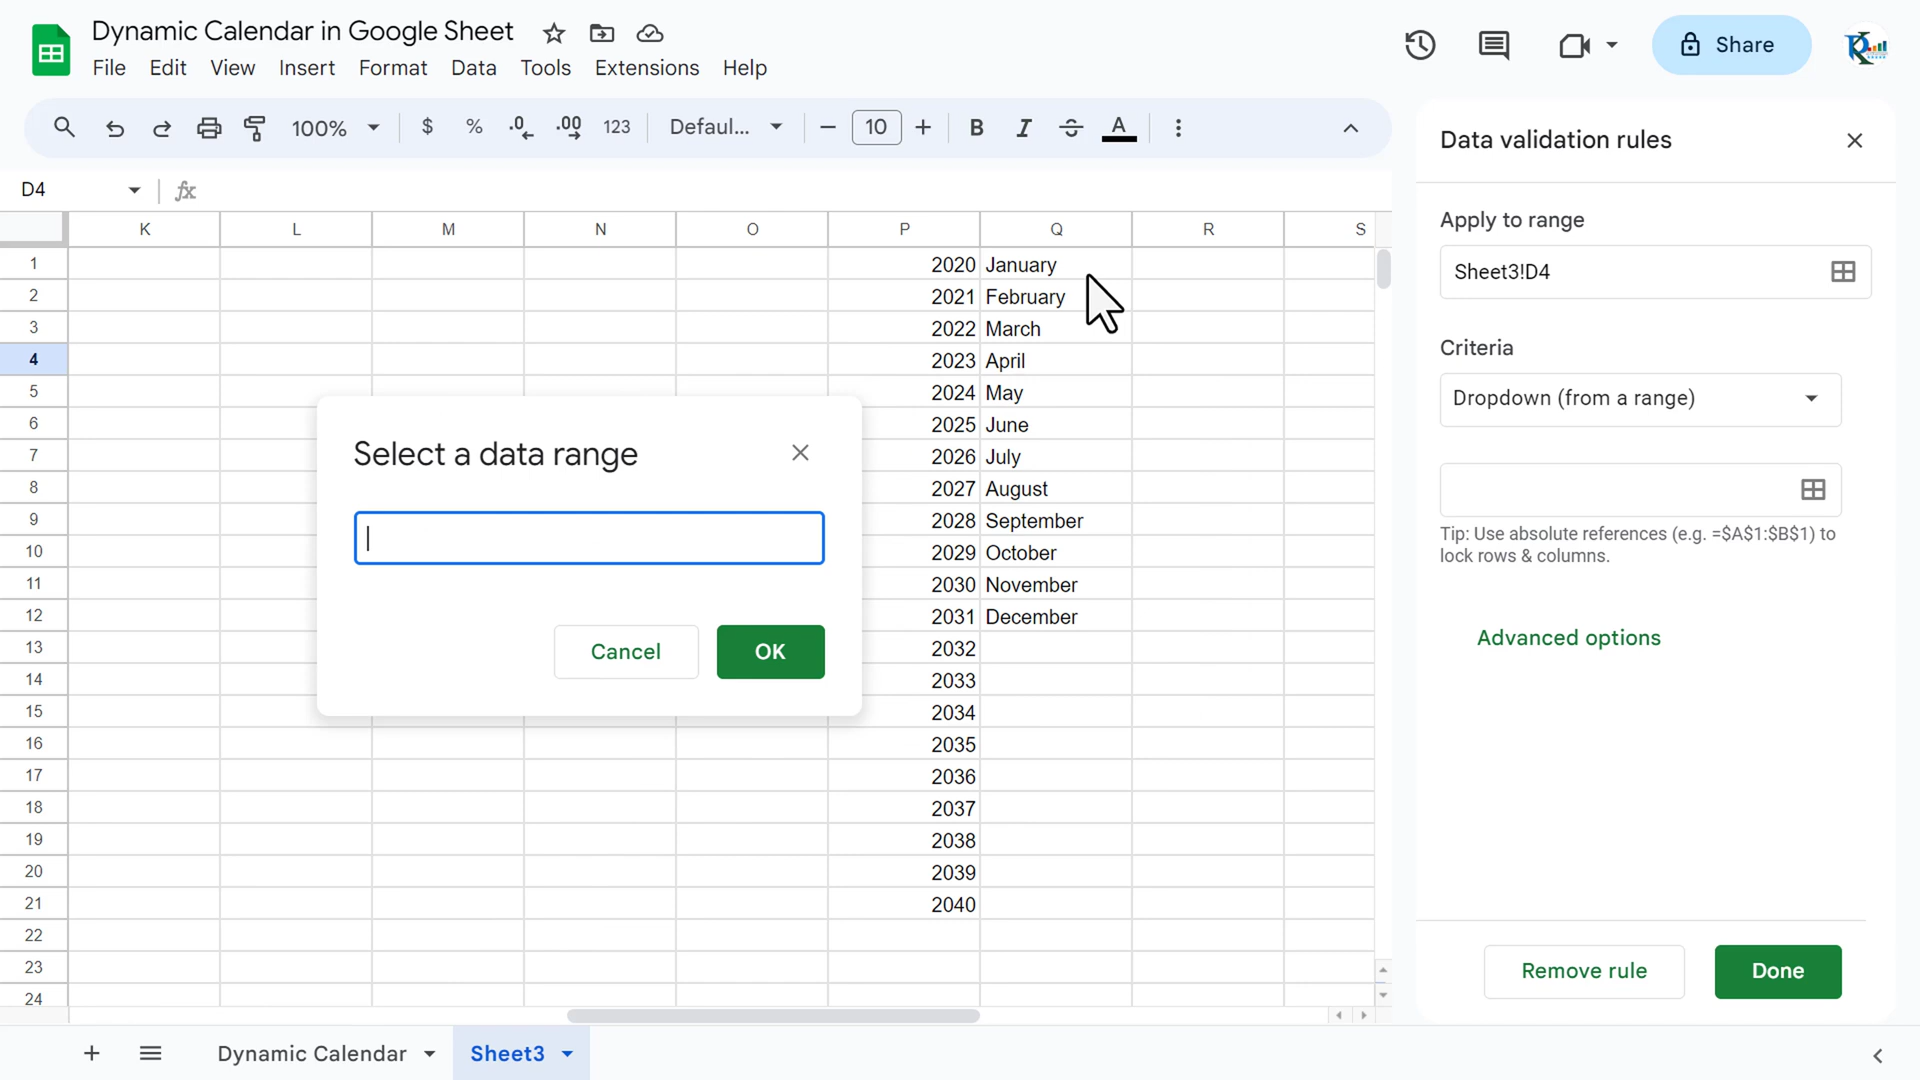 Dynamic Calendar in Google Sheet
File Edit View Insert Format Data Tools Extensions Help
Share
100% $ % .0 .00 123 Defaul... 10 B I S A
D4 fx
K L M N O P Q R S
1 2020 January
2 2021 February
3 2022 March
4 2023 April
5 2024 May
6 2025 June
7 2026 July
8 2027 August
9 2028 September
10 2029 October
11 2030 November
12 2031 December
13 2032
14 2033
15 2034
16 2035
17 2036
18 2037
19 2038
20 2039
21 2040
22
23
24
Select a data range
Cancel OK
Data validation rules
Apply to range
Sheet3!D4
Criteria
Dropdown (from a range)
Tip: Use absolute references (e.g. =$A$1:$B$1) to
lock rows & columns.
Advanced options
Remove rule Done
Dynamic Calendar Sheet3